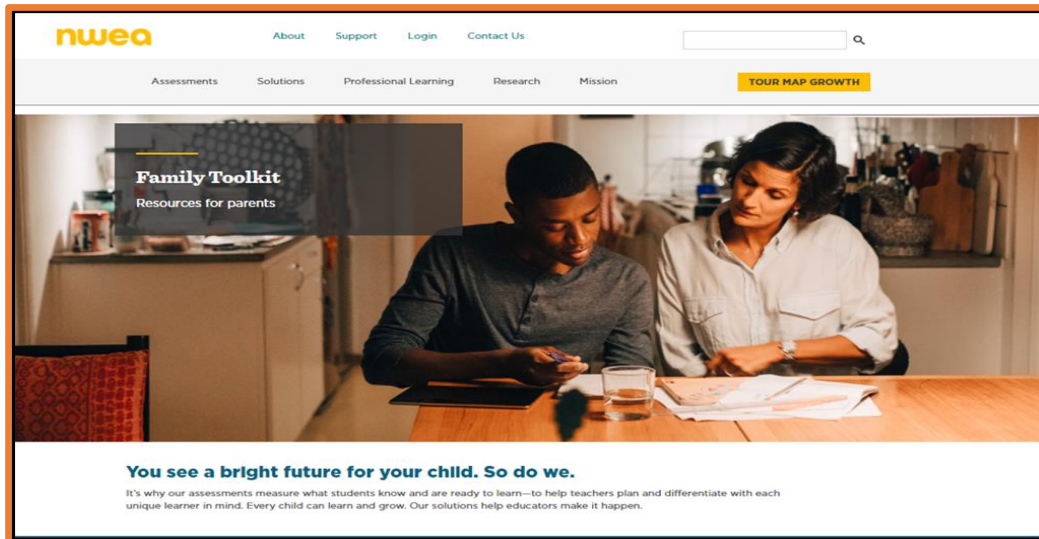 nwea
About Support Login Contact Us
Assessments Solutions Professional Learning Research Mission
TOUR MAP GROWTH
Family Toolkit
Resources for parents
You see a bright future for your child. So do we.
It's why our assessments measure what students know and are ready to learn—to help teachers plan and differentiate with each
unique learner in mind. Every child can learn and grow. Our solutions help educators make it happen.